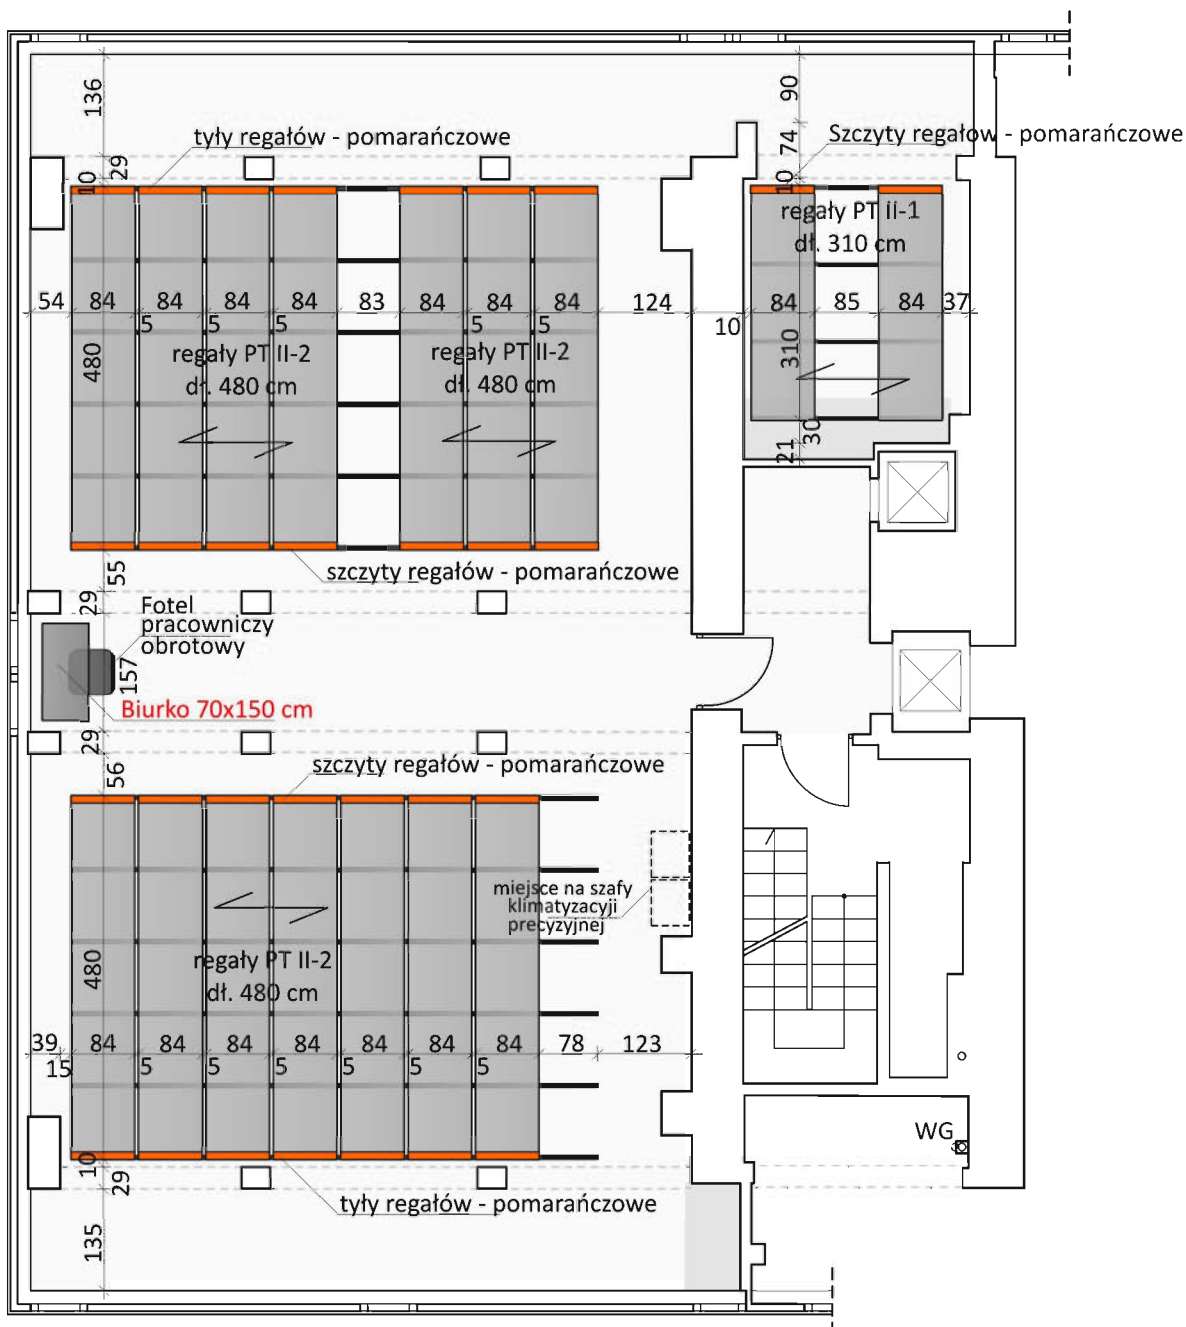 136
90
74
tyły regałów - pomarańczowe
Szczyty regałów - pomarańczowe
29
10
10
regały PT II-1
dł. 310 cm
54
84
84
84
84
83
84
84
84
124
84
85
84
37
5
5
5
5
5
10
480
regały PT II-2
dł. 480 cm
regały PT II-2
dł. 480 cm
310
30
21
55
szczyty regałów - pomarańczowe
29
Fotel
pracowniczy
obrotowy
157
Biurko 70x150 cm
29
56
szczyty regałów - pomarańczowe
miejsce na szafy
klimatyzacyji
precyzyjnej
480
regały PT II-2
dł. 480 cm
39
84
84
84
84
84
84
84
78
123
15
5
5
5
5
5
5
WG
10
29
tyły regałów - pomarańczowe
135